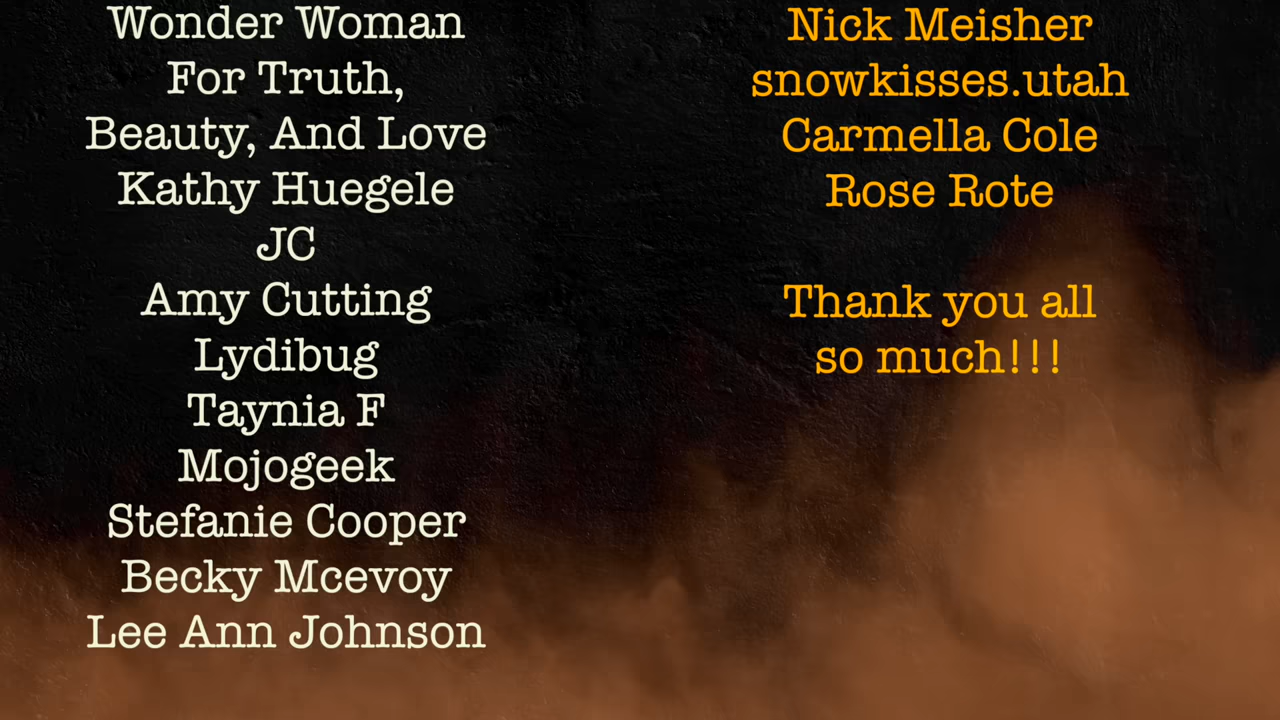 Wonder Woman
For Truth,
Beauty, And Love
Kathy Huegele
JC
Amy Cutting
Lydibug
Taynia F
Mojogeek
Stefanie Cooper
Becky Mcevoy
Lee Ann Johnson
Nick Meisher
snowkisses.utah
Carmella Cole
Rose Rote
Thank you all
so much!!!